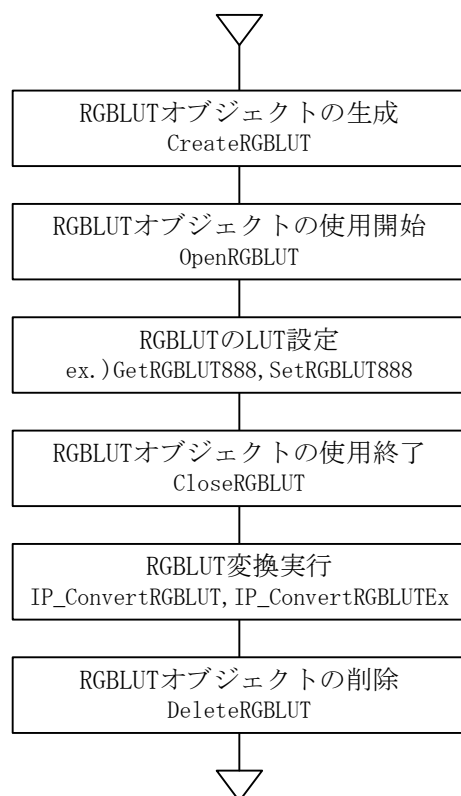 RGBLUTオブジェクトの生成
CreateRGBLUT
RGBLUTオブジェクトの使用開始
OpenRGBLUT
RGBLUTのLUT設定
ex.)GetRGBLUT888,SetRGBLUT888
RGBLUTオブジェクトの使用終了
CloseRGBLUT
RGBLUT変換実行
IP_ConvertRGBLUT,IP_ConvertRGBLUTEx
RGBLUTオブジェクトの削除
DeleteRGBLUT